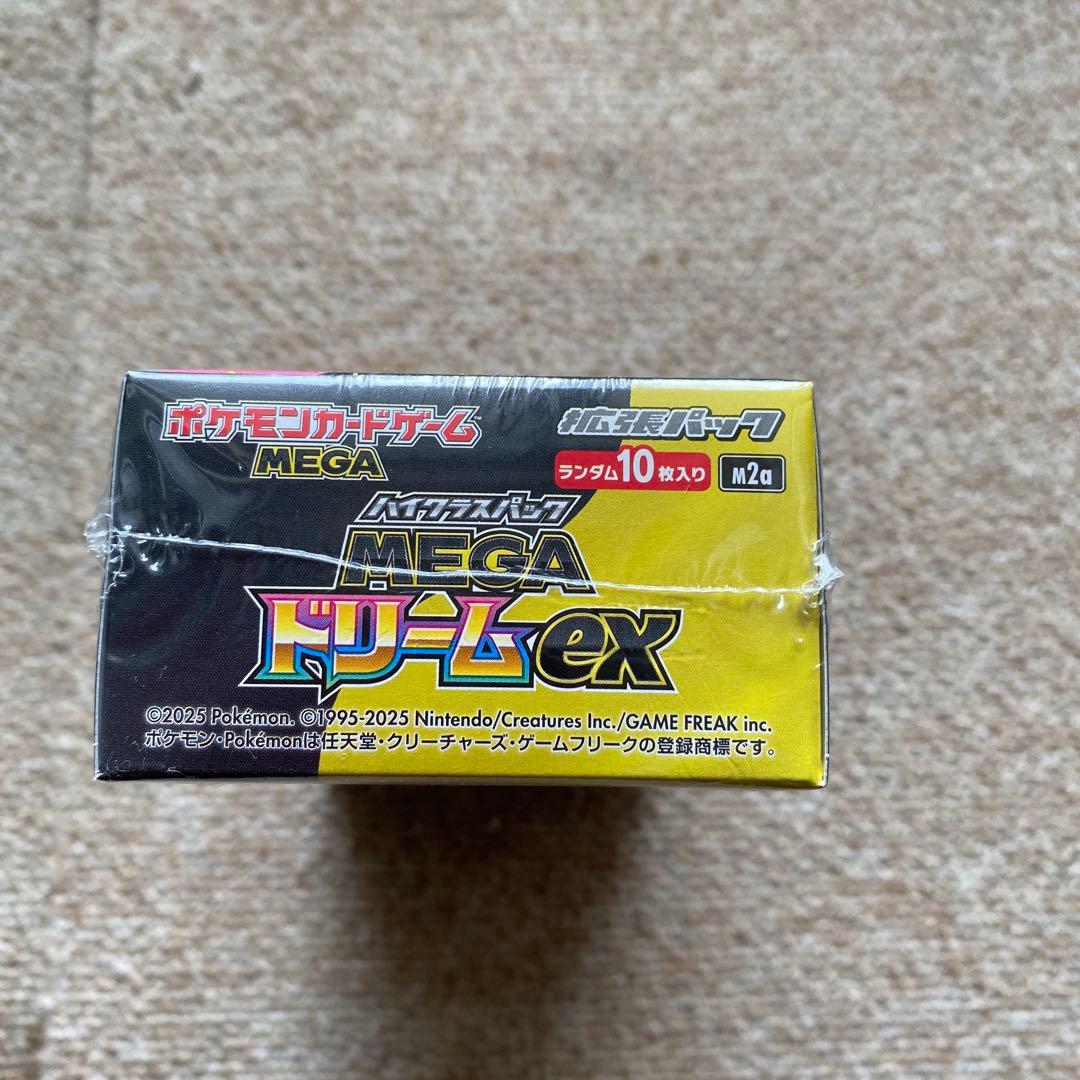 ポケモンカードゲーム
MEGA
拡張パック
ランダム10枚入り
M2a
ハイクラスパック
MEGA
ドリームex
©2025 Pokémon. ©1995-2025 Nintendo/Creatures Inc./GAME FREAK inc.
ポケモン・Pokémonは任天堂・クリーチャーズ・ゲームフリークの登録商標です。